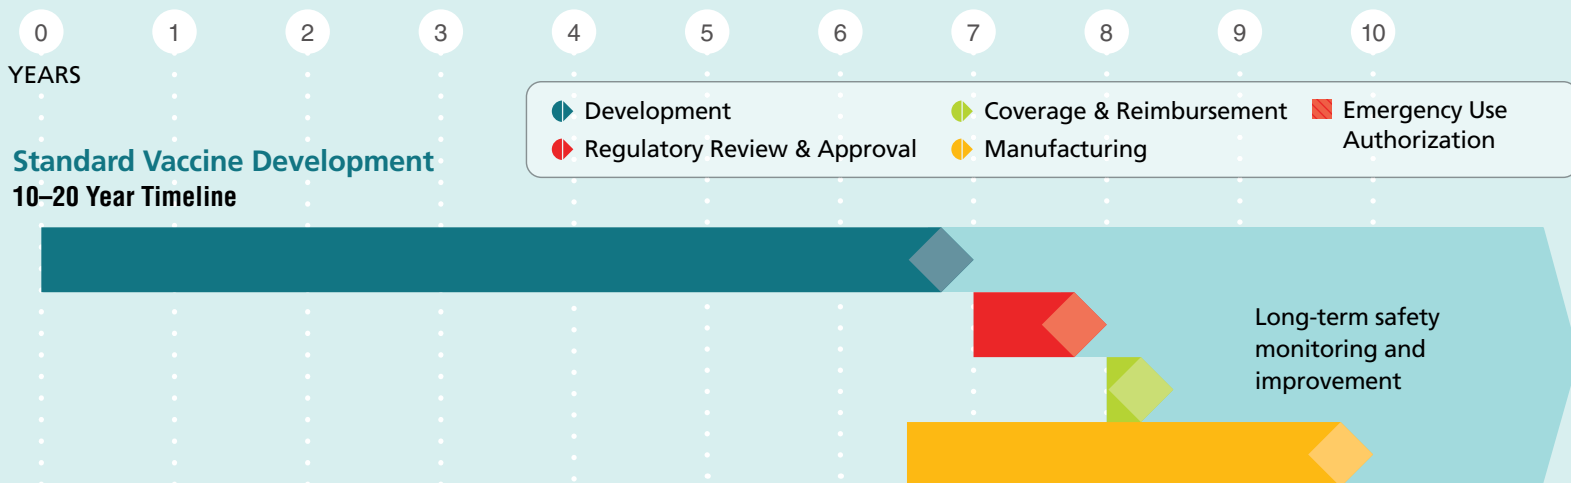 0 1 2 3 4 5 6 7 8 9 10
YEARS
Development
Regulatory Review & Approval
Coverage & Reimbursement
Manufacturing
Emergency Use
Authorization
Standard Vaccine Development
10–20 Year Timeline
Long-term safety
monitoring and
improvement